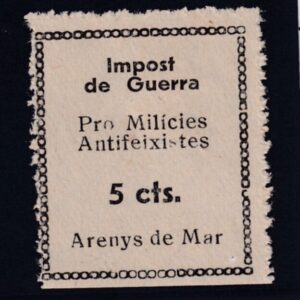 Impost
de Guerra
Pro Milícies
Antifeixistes
5 cts.
Arenys de Mar